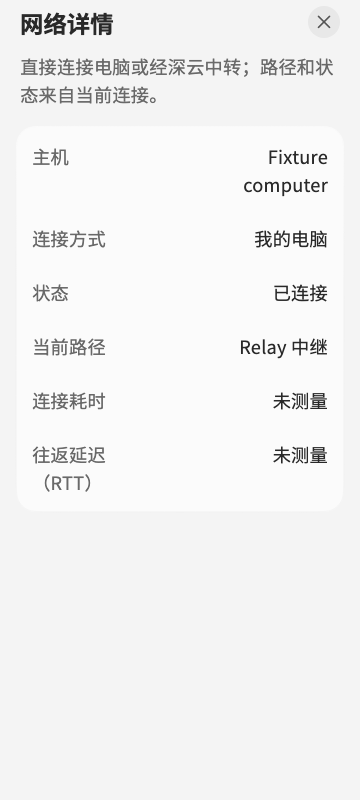 网络详情
直接连接电脑或经深云中转；路径和状
态来自当前连接。
主机
Fixture
computer
连接方式
我的电脑
状态
已连接
当前路径
Relay 中继
连接耗时
未测量
往返延迟
（RTT）
未测量